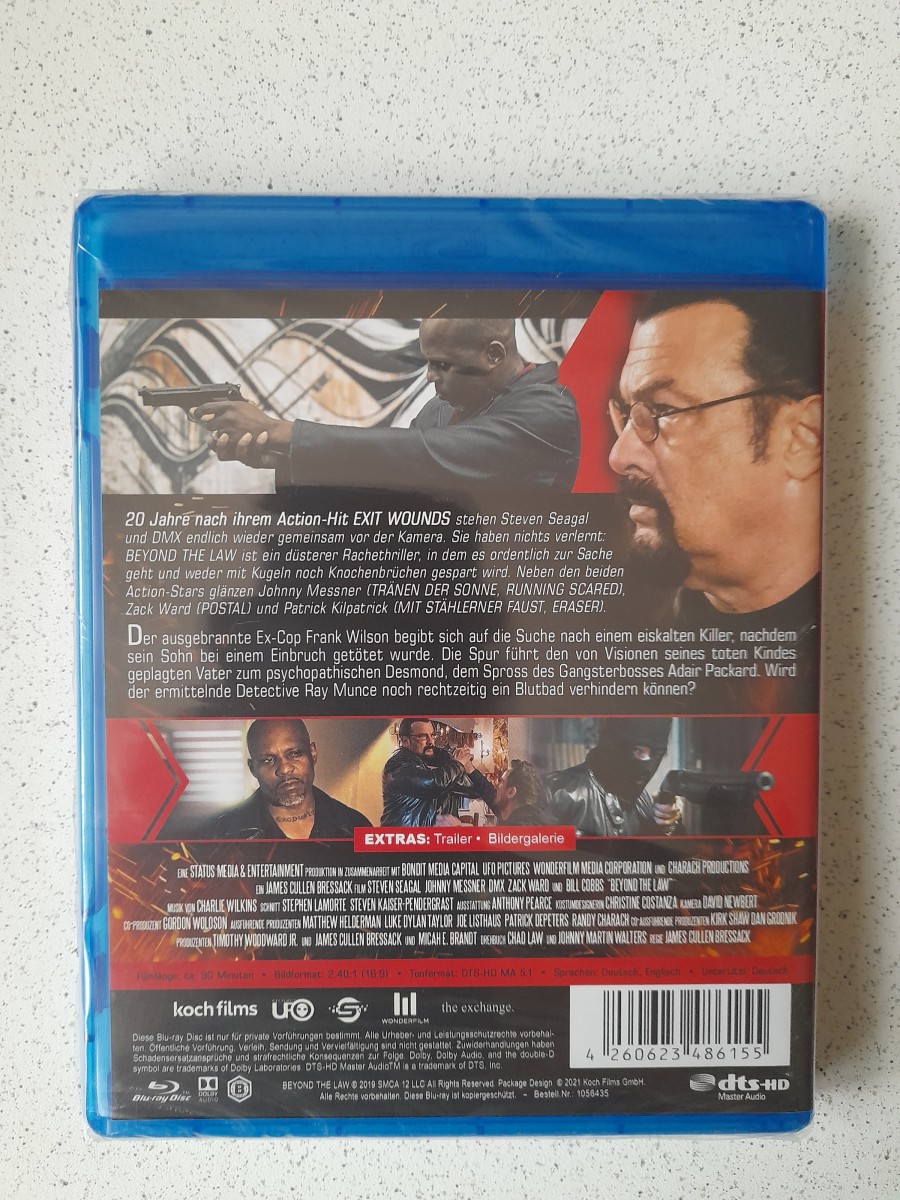 20 Jahre nach ihrem Action-Hit EXIT WOUNDS stehen Steven Seagal
und DMX endlich wieder gemeinsam vor der Kamera. Sie haben nichts verlernt:
BEYOND THE LAW ist ein düsterer Rachethriller, in dem es ordentlich zur Sache
geht und weder mit Kugeln noch Knochenbrüchen gespart wird. Neben den beiden
Action-Stars glänzen Johnny Messner (TRÄNEN DER SONNE, RUNNING SCARED),
Zack Ward (POSTAL) und Patrick Kilpatrick (MIT STÄHLERNER FAUST, ERASER).
Der ausgebrannte Ex-Cop Frank Wilson begibt sich auf die Suche nach einem eiskalten Killer, nachdem
sein Sohn bei einem Einbruch getötet wurde. Die Spur führt den von Visionen seines toten Kindes
geplagten Vater zum psychopathischen Desmond, dem Spross des Gangsterbosses Adair Packard. Wird
der ermittelnde Detective Ray Munce noch rechtzeitig ein Blutbad verhindern können?
EXTRAS: Trailer • Bildergalerie
EINE STATUS MEDIA & ENTERTAINMENT PRODUKTION IN ZUSAMMENARBEIT MIT BONDIT MEDIA CAPITAL UFO PICTURES WONDERFILM MEDIA CORPORATION UND CHARACH PRODUCTIONS
EIN JAMES CULLEN BRESSACK FILM STEVEN SEAGAL JOHNNY MESSNER DMX ZACK WARD UND BILL COBBS "BEYOND THE LAW"
MUSIK VON CHARLIE WILKINS SCHNITT STEPHEN LAMORTE STEVEN KAISER-PENDERGRAST AUSSTATTUNG ANTHONY PEARCE KOSTÜMDESIGNERIN CHRISTINE COSTANZA KAMERA DAVID NEWBERT
CO-PRODUZENT GORDON WOLOSON AUSFÜHRENDE PRODUZENTEN MATTHEW HELDERMAN LUKE DYLAN TAYLOR JOE LISTHAUS PATRICK DEPETERS RANDY CHARACH CO-AUSFÜHRENDE PRODUZENTEN KIRK SHAW DAN GRODNIK
PRODUZENTEN TIMOTHY WOODWARD JR. UND JAMES CULLEN BRESSACK UND MICAH E. BRANDT DREHBUCH CHAD LAW UND JOHNNY MARTIN WALTERS REGIE JAMES CULLEN BRESSACK
Filmlänge: ca. 90 Minuten • Bildformat: 2.40:1 (16:9) • Tonformat: DTS-HD MA 5.1 • Sprachen: Deutsch, Englisch • Untertitel: Deutsch
koch films UFO WONDERFILM the exchange.
Diese Blu-ray Disc ist nur für private Vorführungen bestimmt. Alle Urheber- und Leistungsschutzrechte vorbehal-
ten. Öffentliche Vorführung, Verleih, Sendung und Vervielfältigung sind nicht gestattet. Zuwiderhandlungen haben
Schadensersatzansprüche und strafrechtliche Konsequenzen zur Folge. Dolby, Dolby Audio, and the double-D
symbol are trademarks of Dolby Laboratories. DTS-HD Master Audio™ is a trademark of DTS, Inc.
4 260623 486155
Blu-ray Disc DOLBY AUDIO B
BEYOND THE LAW © 2019 SMCA 12 LLC All Rights Reserved. Package Design © 2021 Koch Films GmbH.
Alle Rechte vorbehalten. Diese Blu-ray ist kopiergeschützt. - Bestell.Nr.: 1058435
dts-HD
Master Audio